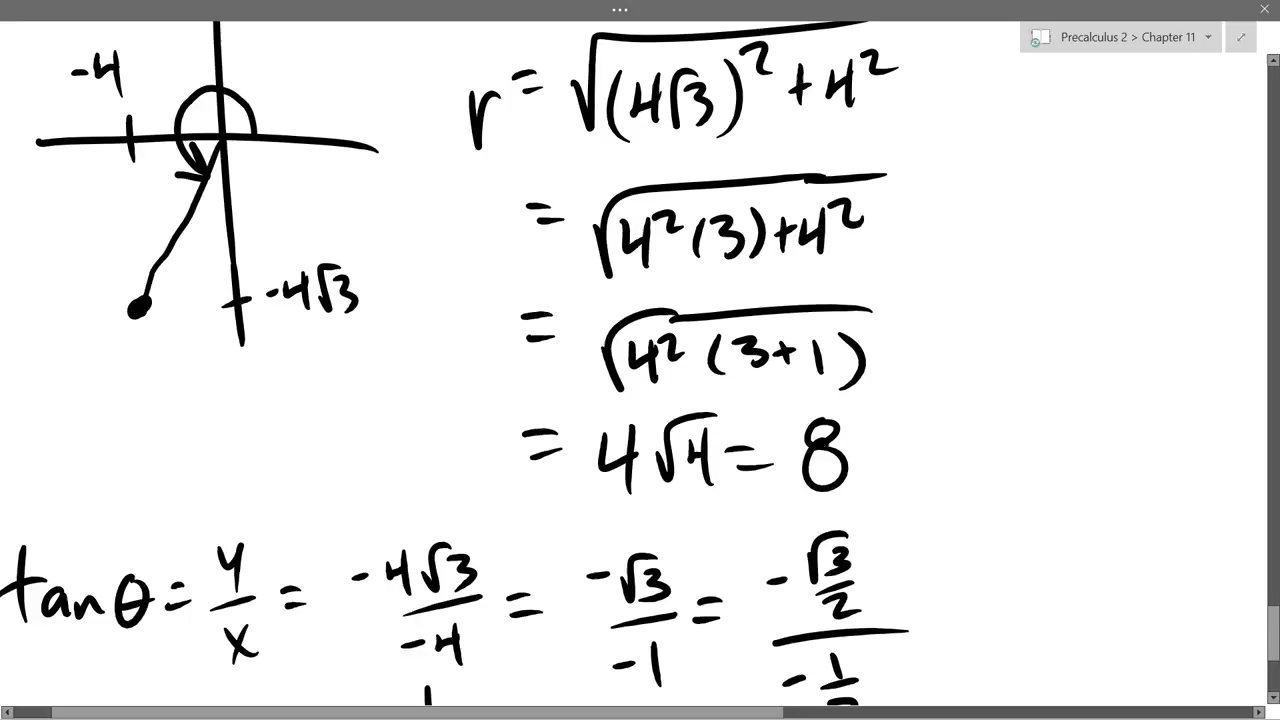 Precalculus 2 > Chapter 11
-4
-4√3
r = √((4√3)² + 4²)
= √(4²(3) + 4²)
= √(4²(3+1))
= 4√4 = 8
tan θ = y/x = -4√3/-4 = -√3/-1 = (-√3/2)/(-1/2)